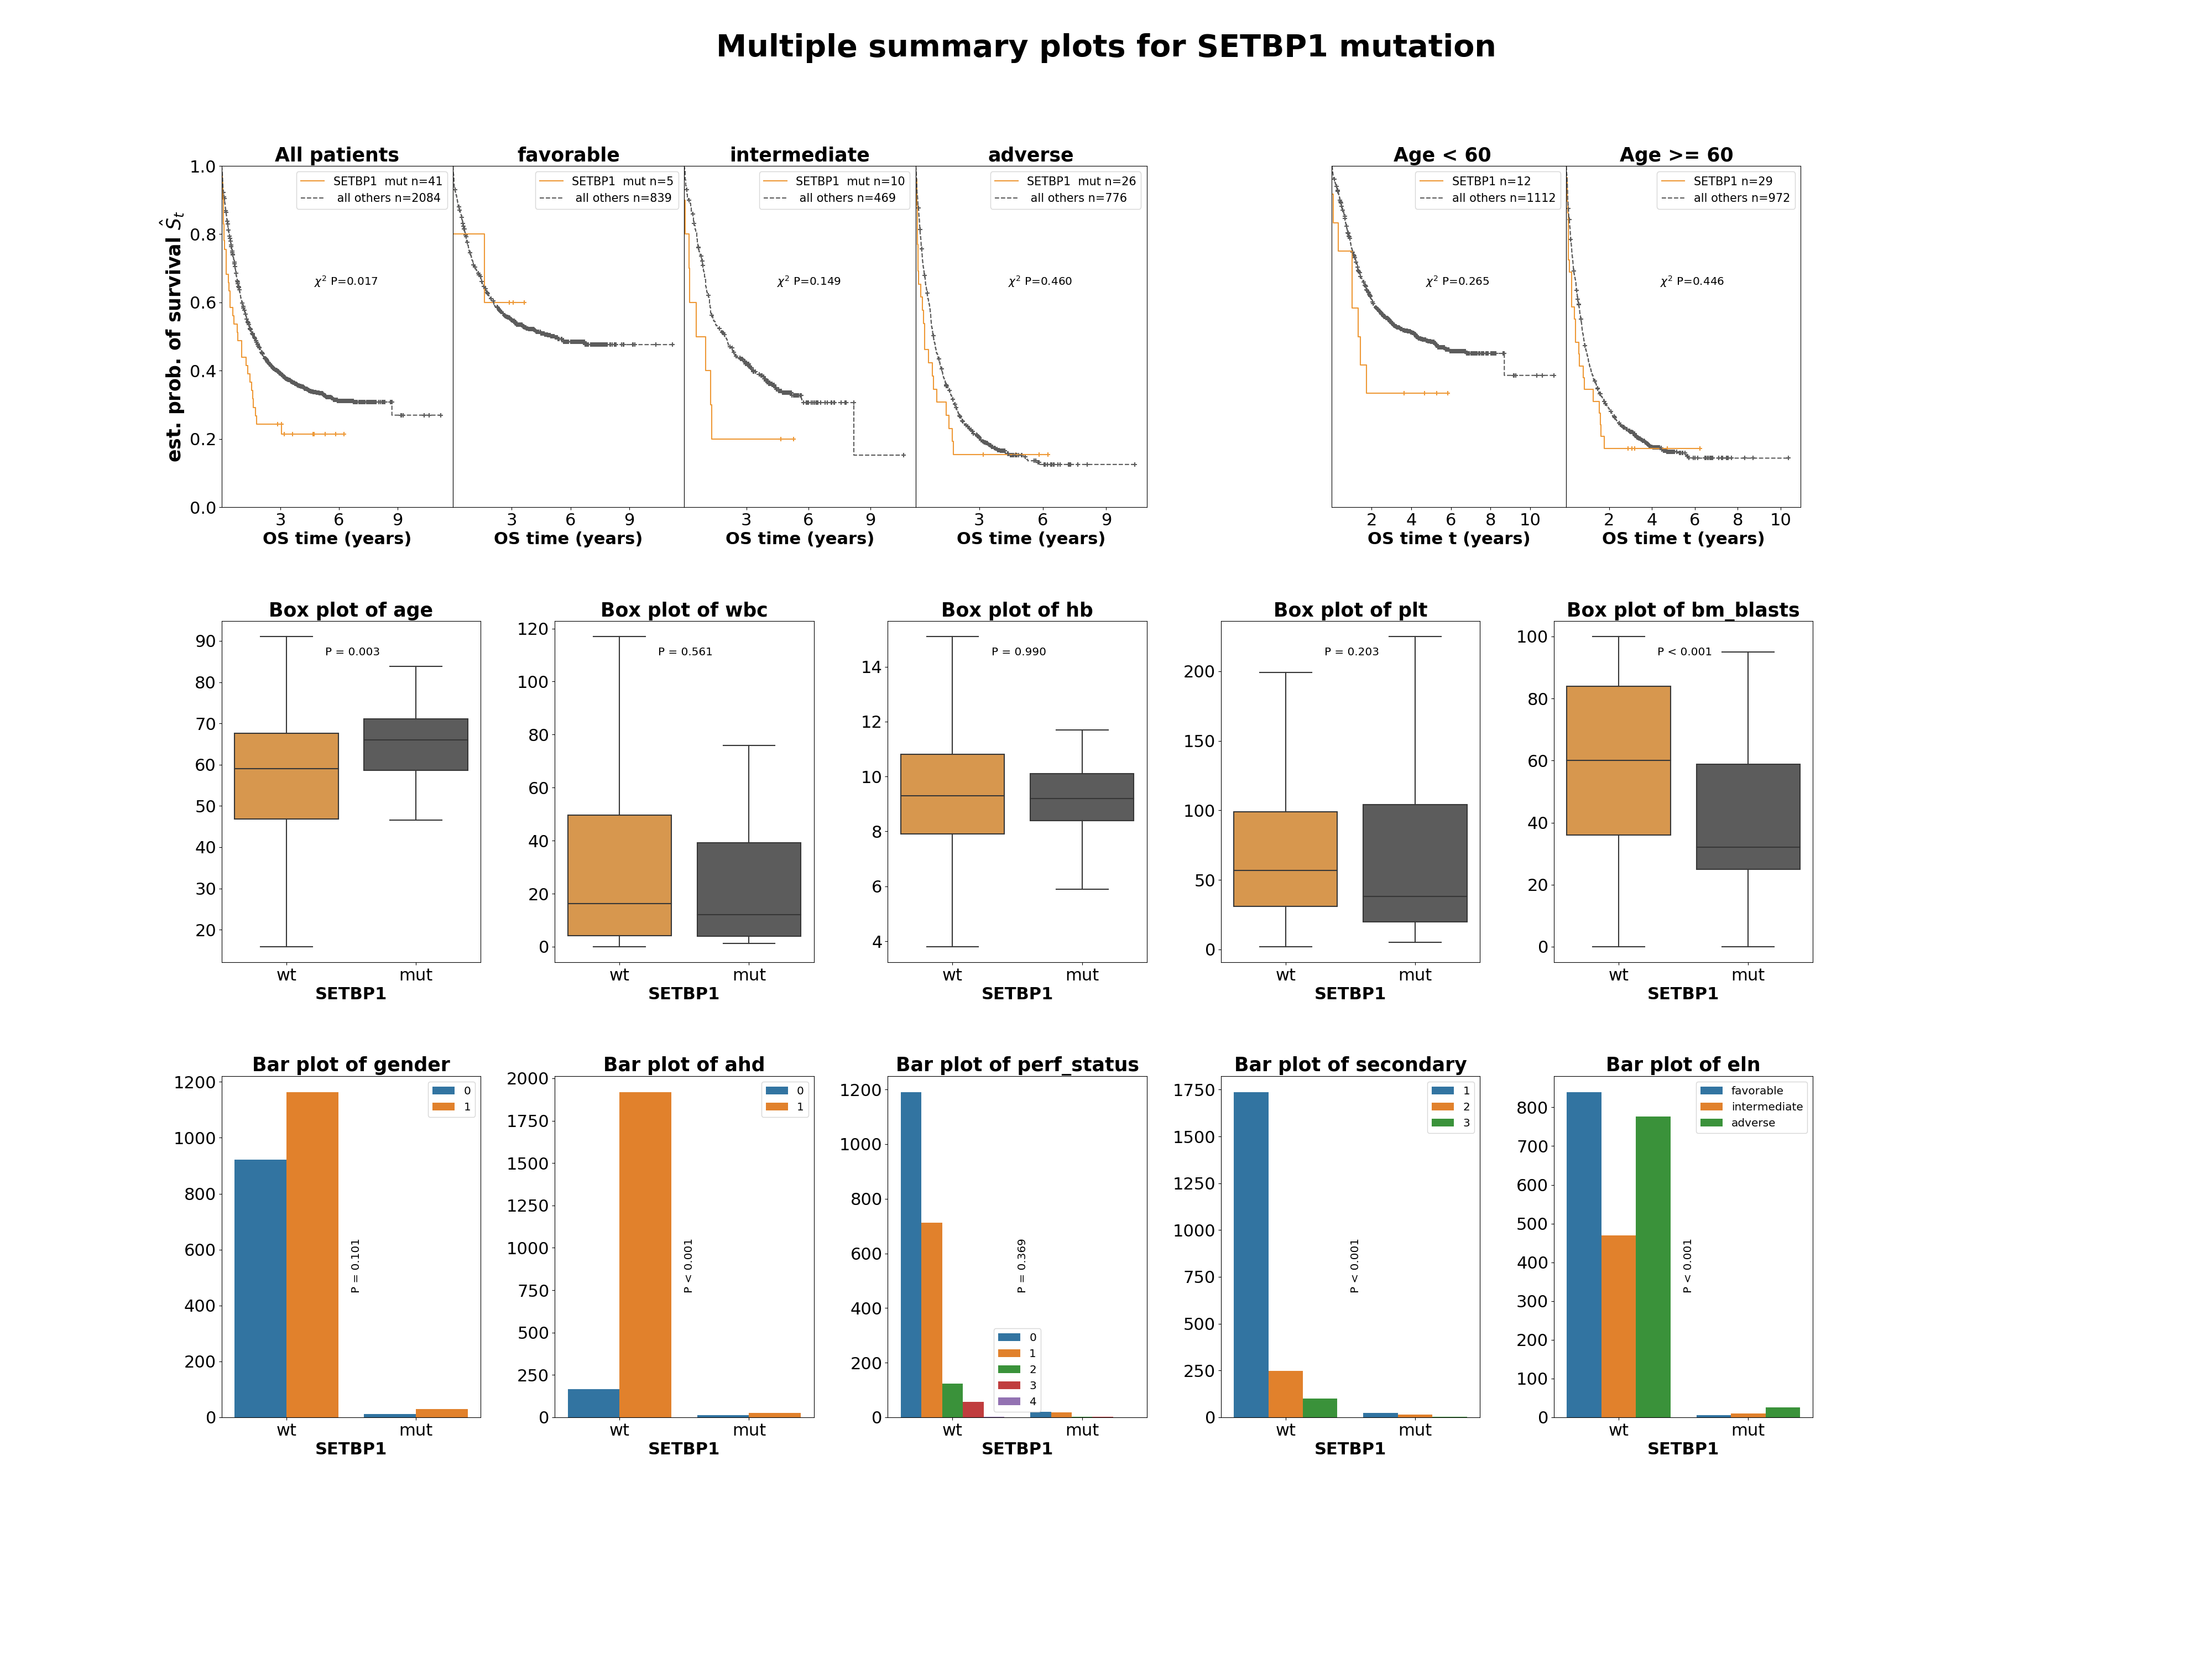 Multiple summary plots for SETBP1 mutation
All patients
favorable
intermediate
adverse
Age < 60
Age >= 60
est. prob. of survival Ŝt
1.0
0.8
0.6
0.4
0.2
0.0
SETBP1 mut n=41
all others n=2084
χ² P=0.017
3 6 9
OS time (years)
SETBP1 mut n=5
all others n=839
3 6 9
OS time (years)
SETBP1 mut n=10
all others n=469
χ² P=0.149
3 6 9
OS time (years)
SETBP1 mut n=26
all others n=776
χ² P=0.460
3 6 9
OS time (years)
SETBP1 n=12
all others n=1112
χ² P=0.265
2 4 6 8 10
OS time t (years)
SETBP1 n=29
all others n=972
χ² P=0.446
2 4 6 8 10
OS time t (years)
Box plot of age
90
80
70
60
50
40
30
20
P = 0.003
wt mut
SETBP1
Box plot of wbc
120
100
80
60
40
20
0
P = 0.561
wt mut
SETBP1
Box plot of hb
14
12
10
8
6
4
P = 0.990
wt mut
SETBP1
Box plot of plt
200
150
100
50
0
P = 0.203
wt mut
SETBP1
Box plot of bm_blasts
100
80
60
40
20
0
P < 0.001
wt mut
SETBP1
Bar plot of gender
1200
1000
800
600
400
200
0
0
1
P = 0.101
wt mut
SETBP1
Bar plot of ahd
2000
1750
1500
1250
1000
750
500
250
0
0
1
P < 0.001
wt mut
SETBP1
Bar plot of perf_status
1200
1000
800
600
400
200
0
P = 0.369
0
1
2
3
4
wt mut
SETBP1
Bar plot of secondary
1750
1500
1250
1000
750
500
250
0
1
2
3
P < 0.001
wt mut
SETBP1
Bar plot of eln
800
700
600
500
400
300
200
100
0
favorable
intermediate
adverse
P < 0.001
wt mut
SETBP1